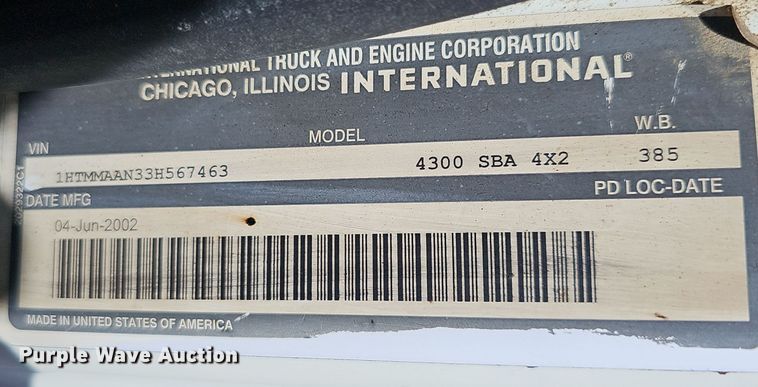 INTERNATIONAL TRUCK AND ENGINE CORPORATION
CHICAGO, ILLINOIS INTERNATIONAL®
VIN MODEL W.B.
1HTMMAAN33H567463 4300 SBA 4X2 385
DATE MFG PD LOC-DATE
04-Jun-2002
MADE IN UNITED STATES OF AMERICA
Purple Wave Auction